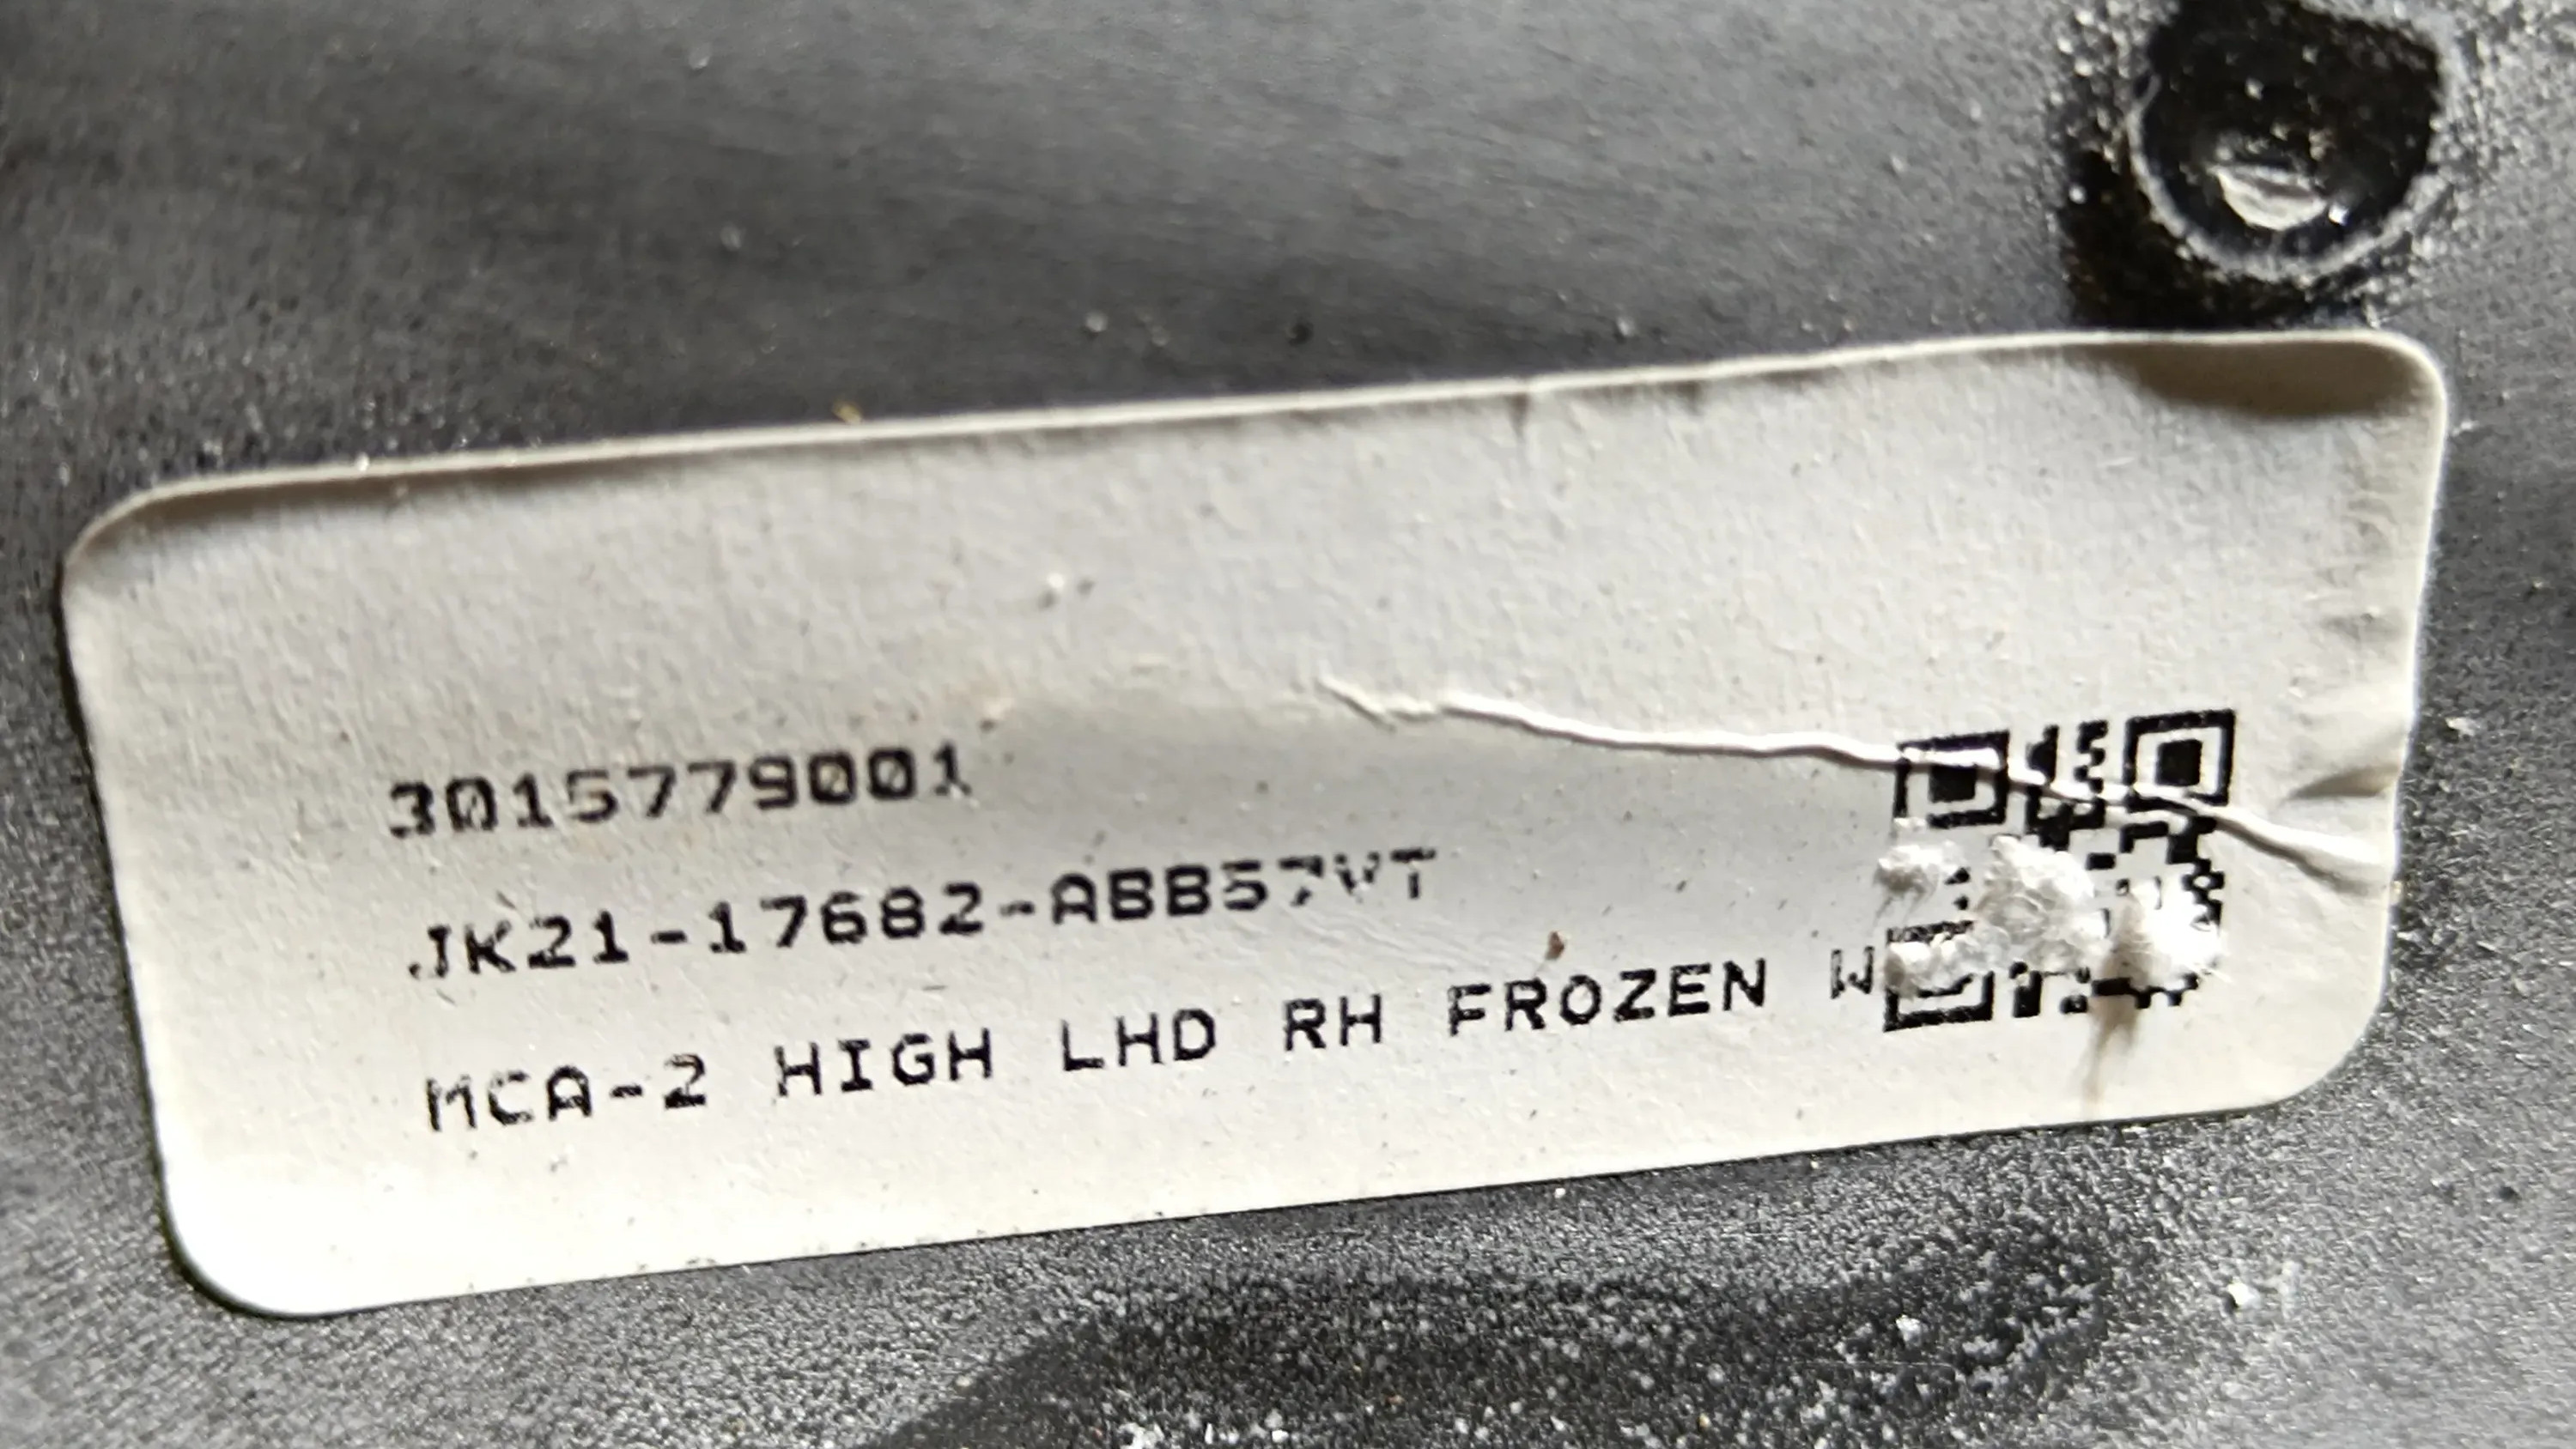 3015779001
JK21-17682-ABB57VT
MCA-2 HIGH LHD RH FROZEN W